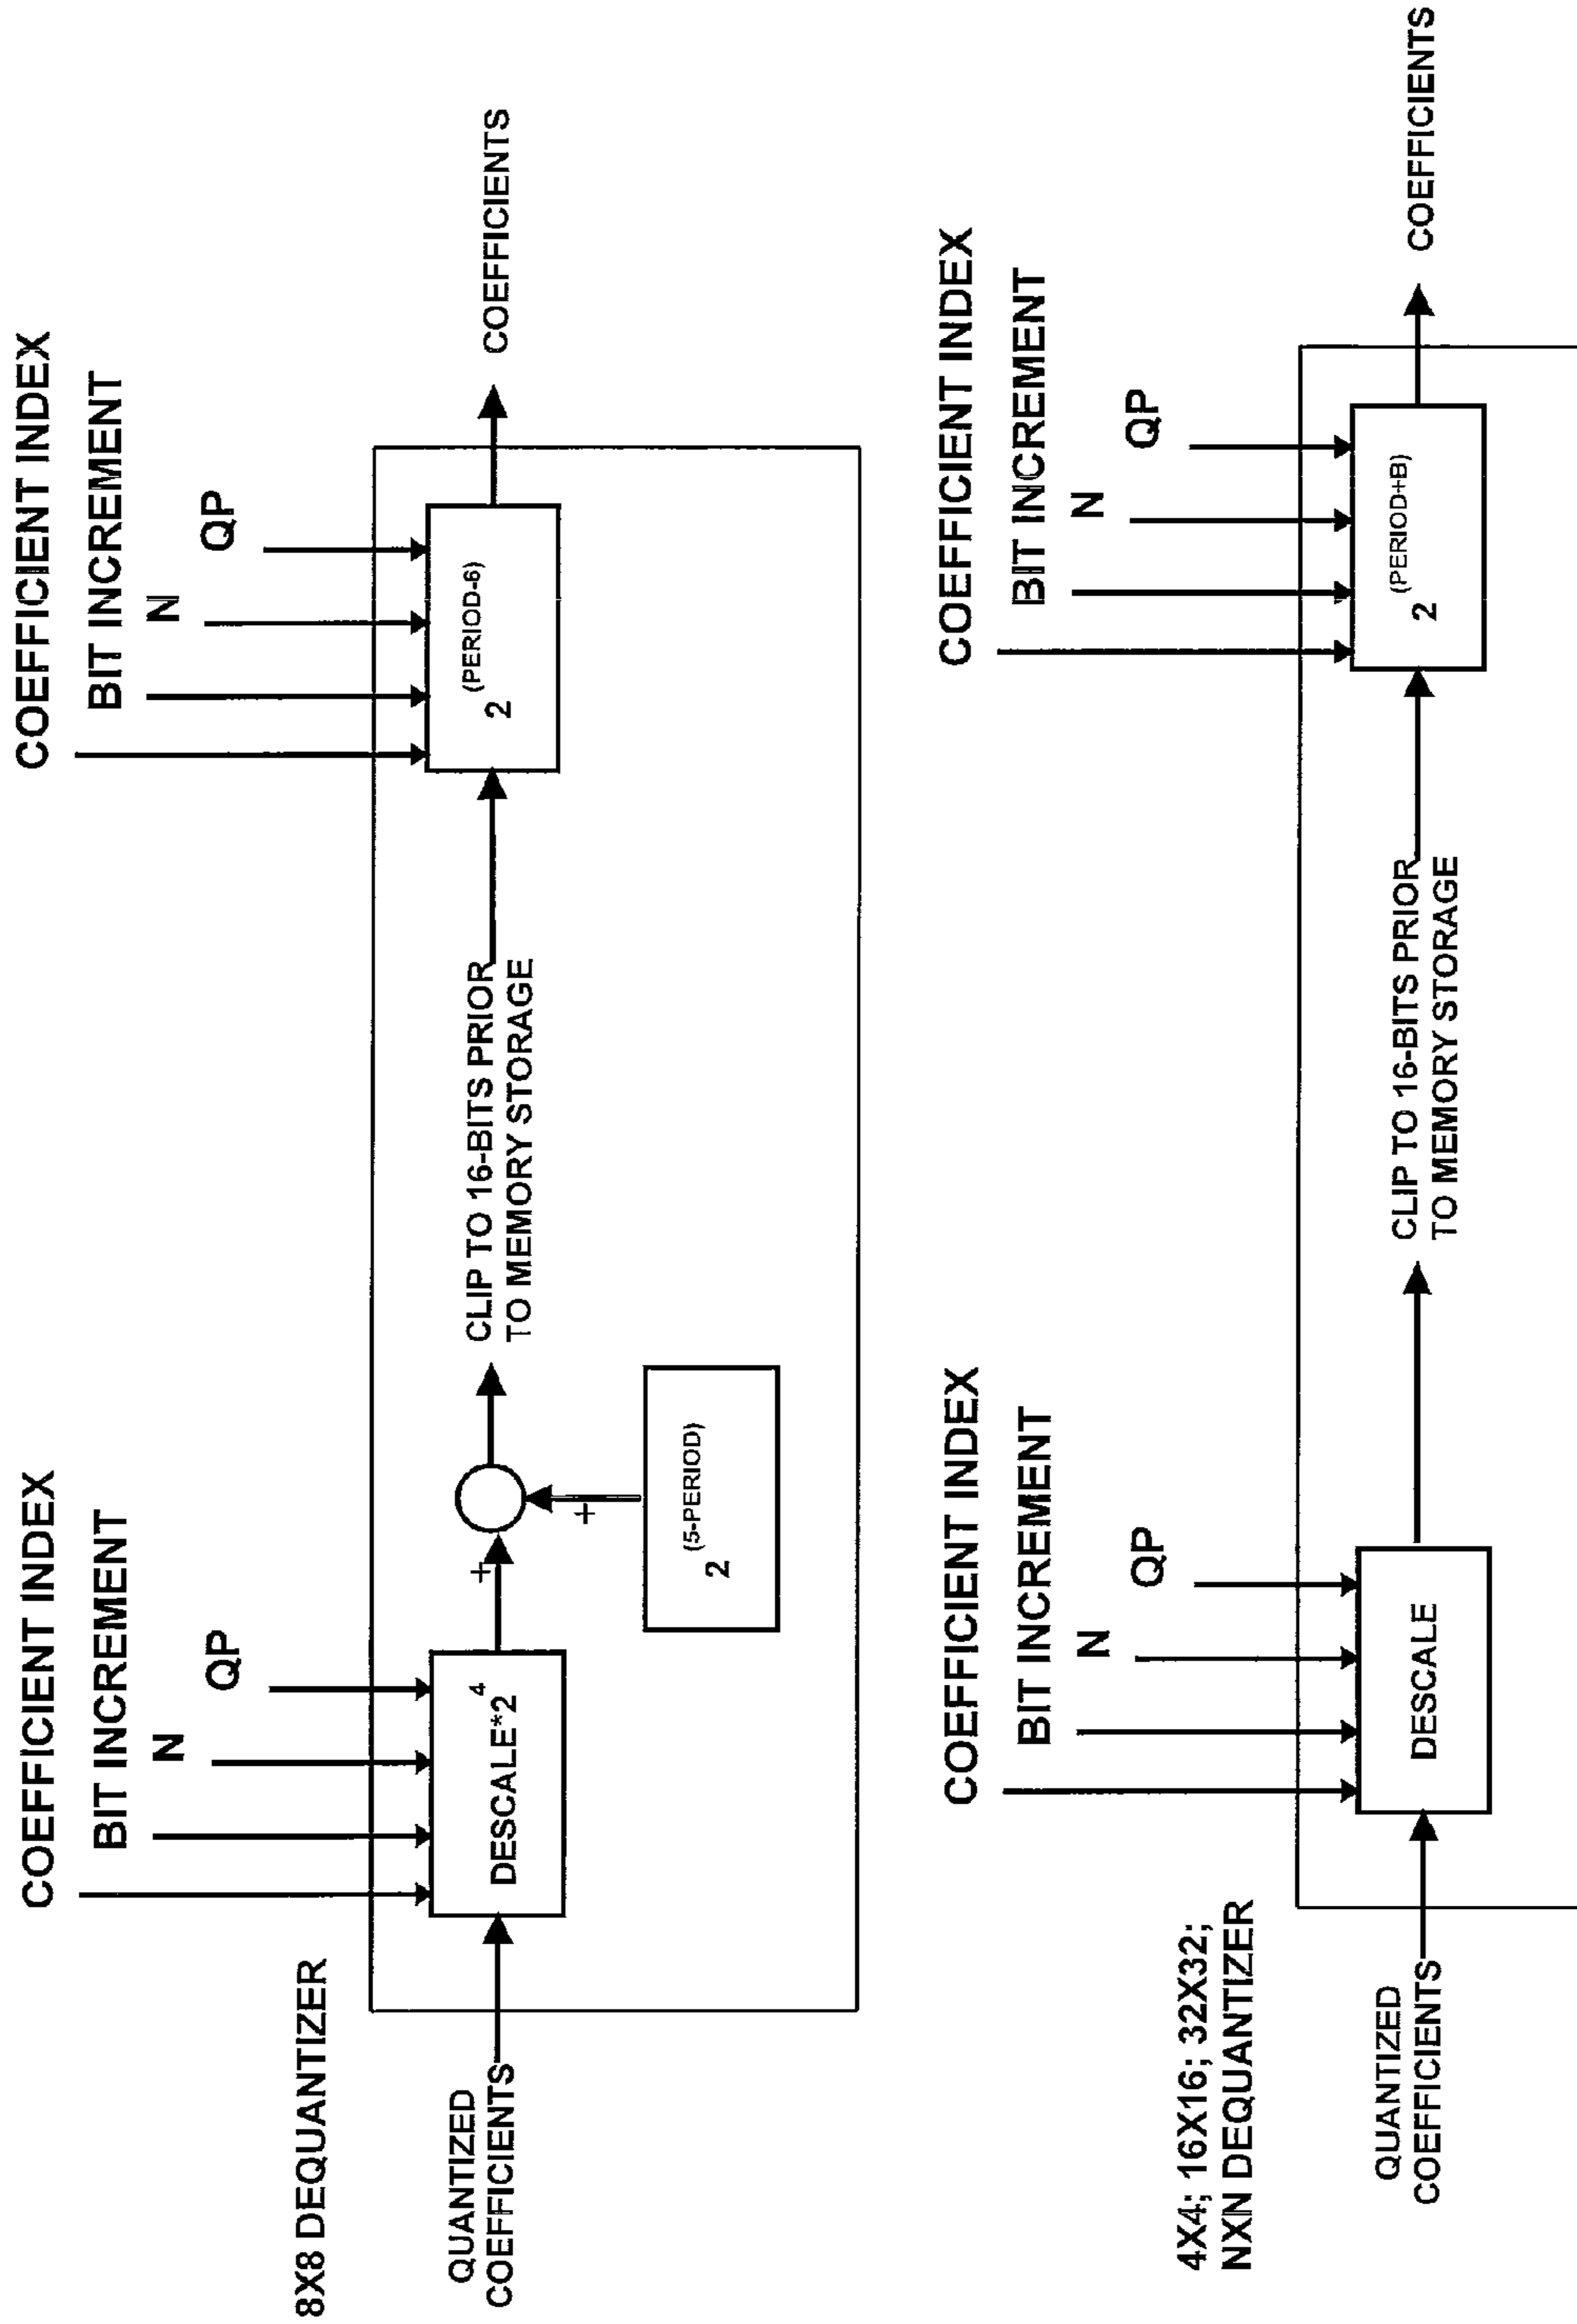 8X8 DEQUANTIZER
COEFFICIENT INDEX
BIT INCREMENT
N
QP
QUANTIZED
COEFFICIENTS
DESCALE*2^4
+
+
2^(5-PERIOD)
CLIP TO 16-BITS PRIOR
TO MEMORY STORAGE
COEFFICIENT INDEX
BIT INCREMENT
N
QP
2^(PERIOD-6)
COEFFICIENTS
4X4; 16X16; 32X32;
NXN DEQUANTIZER
COEFFICIENT INDEX
BIT INCREMENT
N
QP
QUANTIZED
COEFFICIENTS
DESCALE
CLIP TO 16-BITS PRIOR
TO MEMORY STORAGE
COEFFICIENT INDEX
BIT INCREMENT
N
QP
2^(PERIOD+B)
COEFFICIENTS